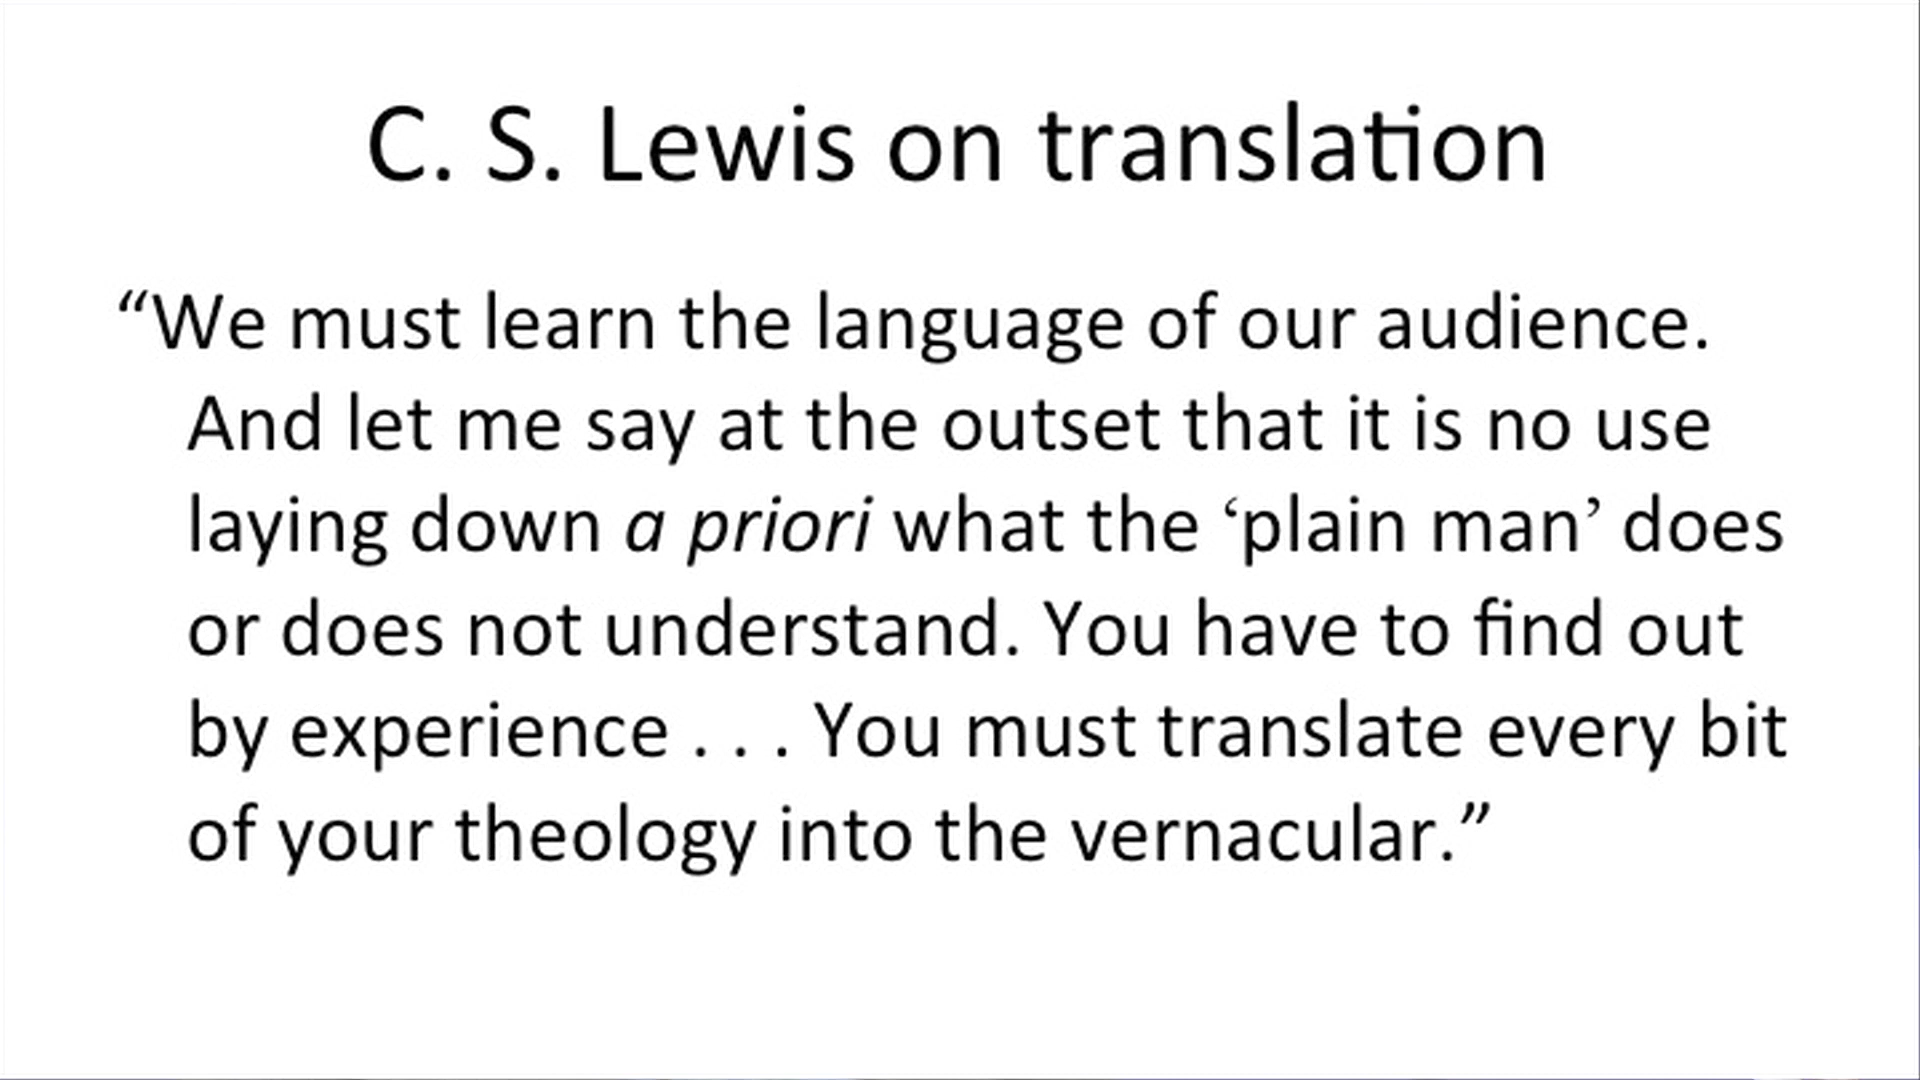 C. S. Lewis on translation
“We must learn the language of our audience.
And let me say at the outset that it is no use
laying down a priori what the ‘plain man’ does
or does not understand. You have to find out
by experience . . . You must translate every bit
of your theology into the vernacular.”